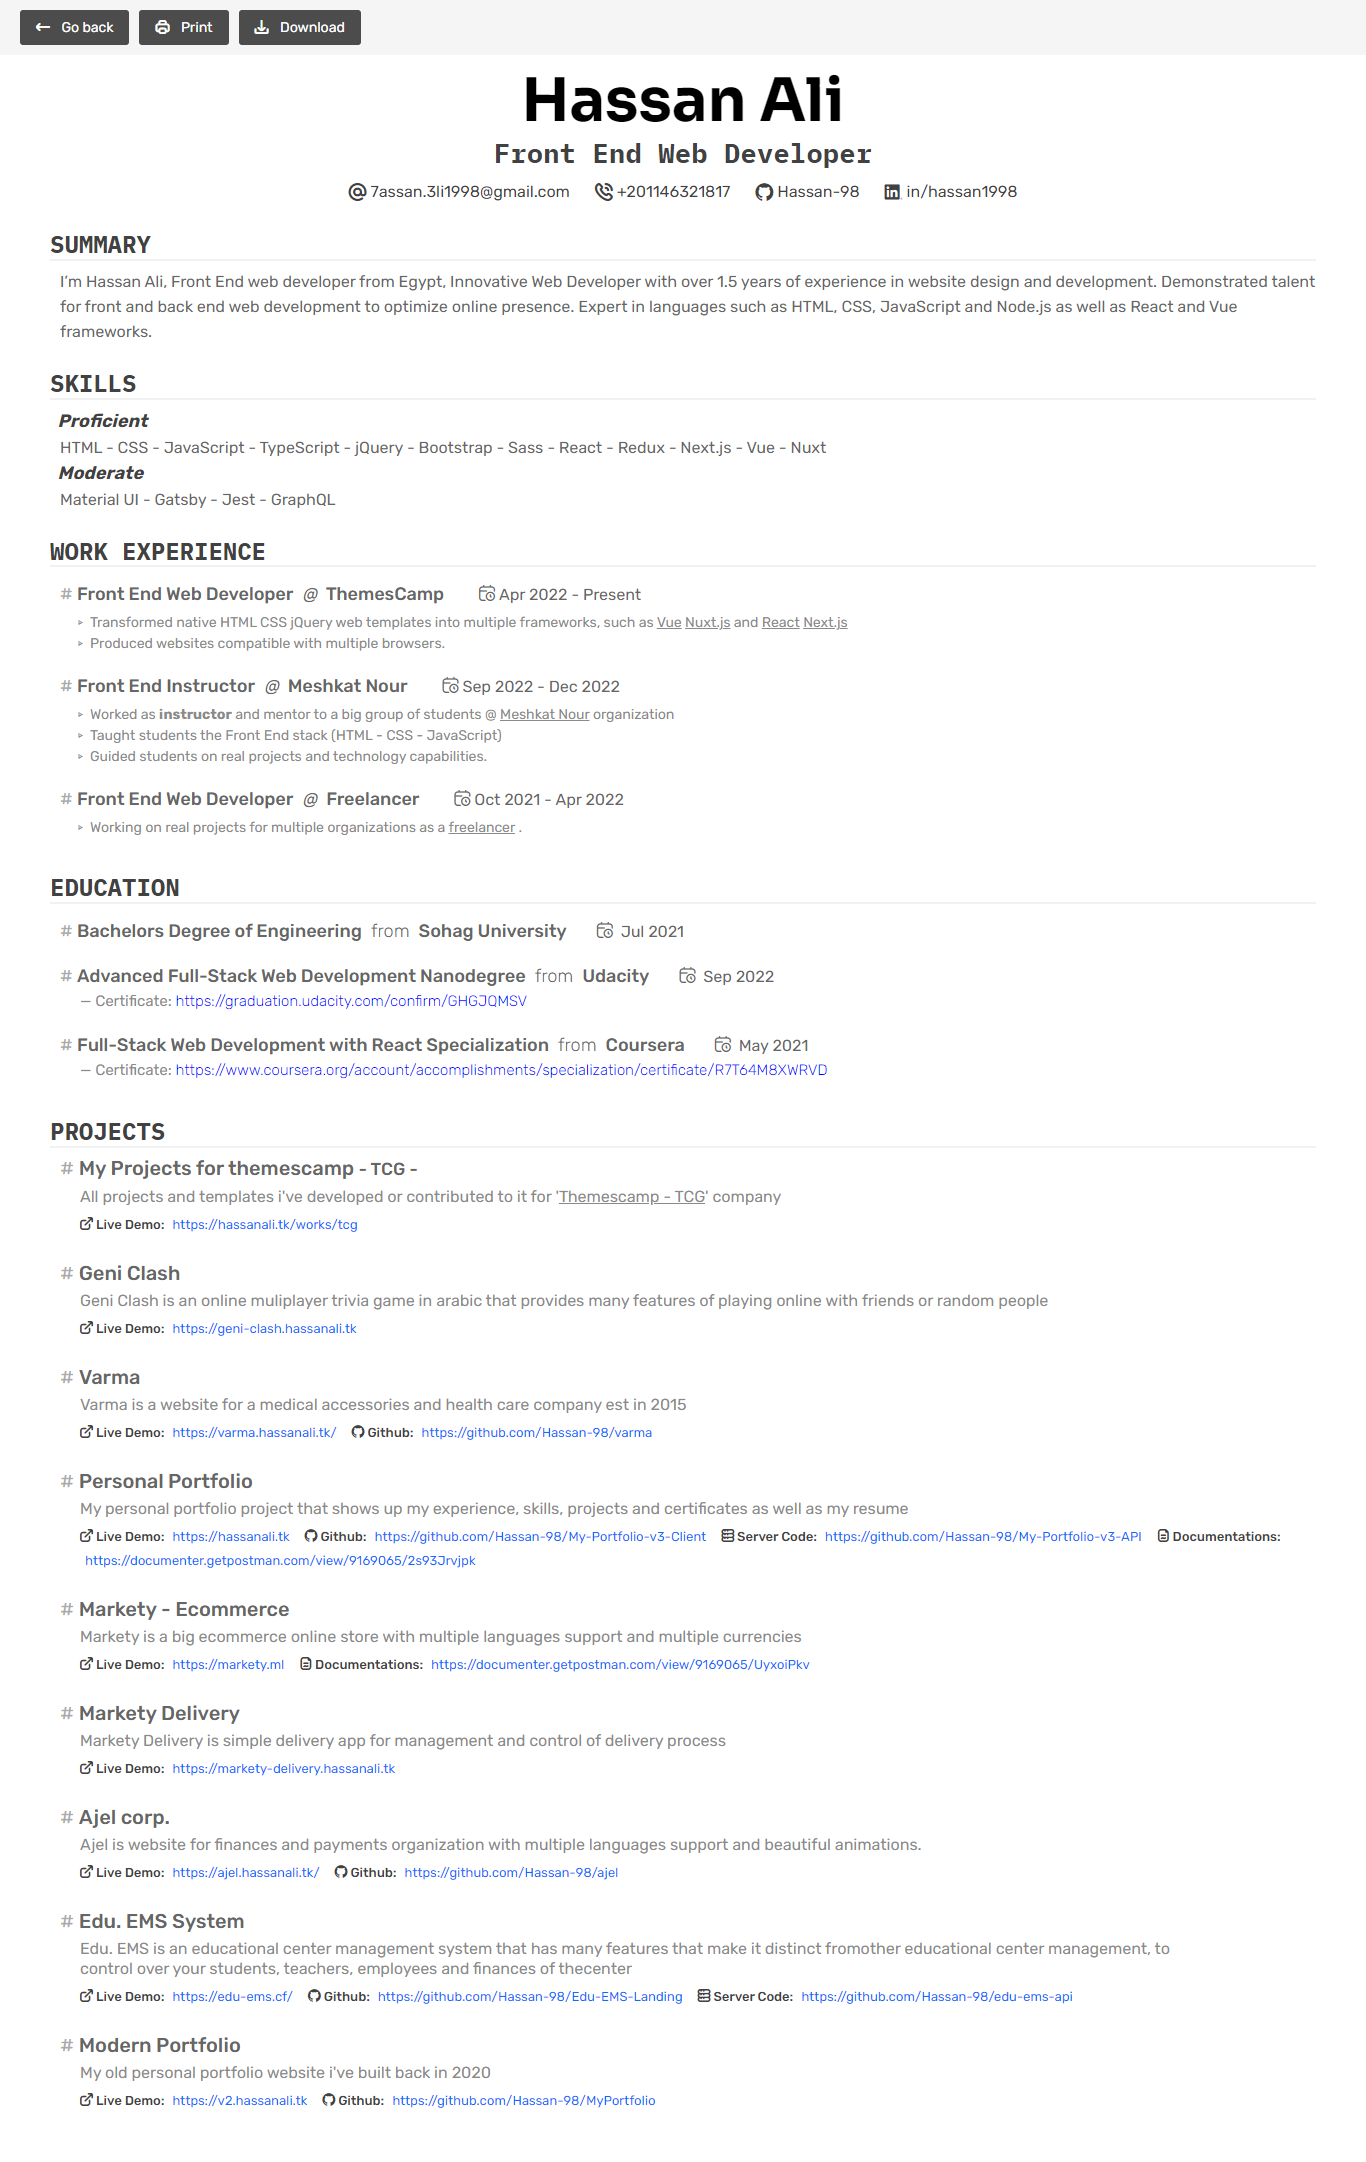 Go back Print Download
Hassan Ali
Front End Web Developer
7assan.3li1998@gmail.com +201146321817 Hassan-98 in/hassan1998
SUMMARY
I'm Hassan Ali, Front End web developer from Egypt, Innovative Web Developer with over 1.5 years of experience in website design and development. Demonstrated talent
for front and back end web development to optimize online presence. Expert in languages such as HTML, CSS, JavaScript and Node.js as well as React and Vue
frameworks.
SKILLS
Proficient
HTML - CSS - JavaScript - TypeScript - jQuery - Bootstrap - Sass - React - Redux - Next.js - Vue - Nuxt
Moderate
Material UI - Gatsby - Jest - GraphQL
WORK EXPERIENCE
# Front End Web Developer @ ThemesCamp Apr 2022 - Present
▸ Transformed native HTML CSS jQuery web templates into multiple frameworks, such as Vue Nuxt.js and React Next.js
▸ Produced websites compatible with multiple browsers.
# Front End Instructor @ Meshkat Nour Sep 2022 - Dec 2022
▸ Worked as instructor and mentor to a big group of students @ Meshkat Nour organization
▸ Taught students the Front End stack (HTML - CSS - JavaScript)
▸ Guided students on real projects and technology capabilities.
# Front End Web Developer @ Freelancer Oct 2021 - Apr 2022
▸ Working on real projects for multiple organizations as a freelancer .
EDUCATION
# Bachelors Degree of Engineering from Sohag University Jul 2021
# Advanced Full-Stack Web Development Nanodegree from Udacity Sep 2022
— Certificate: https://graduation.udacity.com/confirm/GHGJQMSV
# Full-Stack Web Development with React Specialization from Coursera May 2021
— Certificate: https://www.coursera.org/account/accomplishments/specialization/certificate/R7T64M8XWRVD
PROJECTS
# My Projects for themescamp - TCG -
All projects and templates i've developed or contributed to it for 'Themescamp - TCG' company
Live Demo: https://hassanali.tk/works/tcg
# Geni Clash
Geni Clash is an online muliplayer trivia game in arabic that provides many features of playing online with friends or random people
Live Demo: https://geni-clash.hassanali.tk
# Varma
Varma is a website for a medical accessories and health care company est in 2015
Live Demo: https://varma.hassanali.tk/ Github: https://github.com/Hassan-98/varma
# Personal Portfolio
My personal portfolio project that shows up my experience, skills, projects and certificates as well as my resume
Live Demo: https://hassanali.tk Github: https://github.com/Hassan-98/My-Portfolio-v3-Client Server Code: https://github.com/Hassan-98/My-Portfolio-v3-API Documentations:
https://documenter.getpostman.com/view/9169065/2s93Jrvjpk
# Markety - Ecommerce
Markety is a big ecommerce online store with multiple languages support and multiple currencies
Live Demo: https://markety.ml Documentations: https://documenter.getpostman.com/view/9169065/UyxoiPkv
# Markety Delivery
Markety Delivery is simple delivery app for management and control of delivery process
Live Demo: https://markety-delivery.hassanali.tk
# Ajel corp.
Ajel is website for finances and payments organization with multiple languages support and beautiful animations.
Live Demo: https://ajel.hassanali.tk/ Github: https://github.com/Hassan-98/ajel
# Edu. EMS System
Edu. EMS is an educational center management system that has many features that make it distinct fromother educational center management, to
control over your students, teachers, employees and finances of thecenter
Live Demo: https://edu-ems.cf/ Github: https://github.com/Hassan-98/Edu-EMS-Landing Server Code: https://github.com/Hassan-98/edu-ems-api
# Modern Portfolio
My old personal portfolio website i've built back in 2020
Live Demo: https://v2.hassanali.tk Github: https://github.com/Hassan-98/MyPortfolio